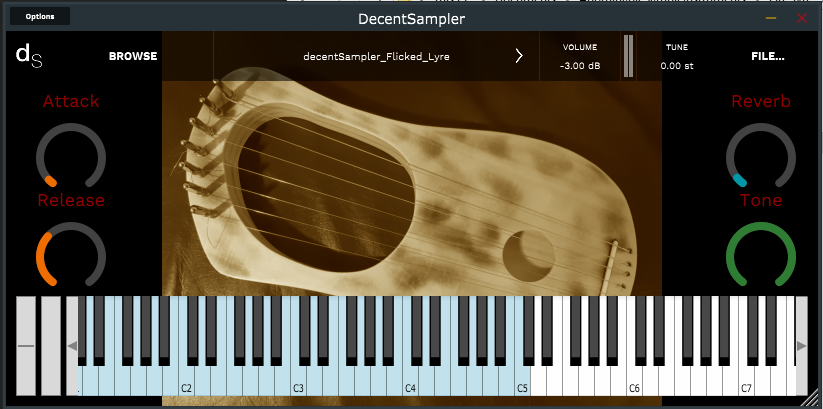 Options
DecentSampler
dS
BROWSE
decentSampler_Flicked_Lyre
VOLUME
-3.00 dB
TUNE
0.00 st
FILE...
Attack
Reverb
Release
Tone
C2
C3
C4
C5
C6
C7